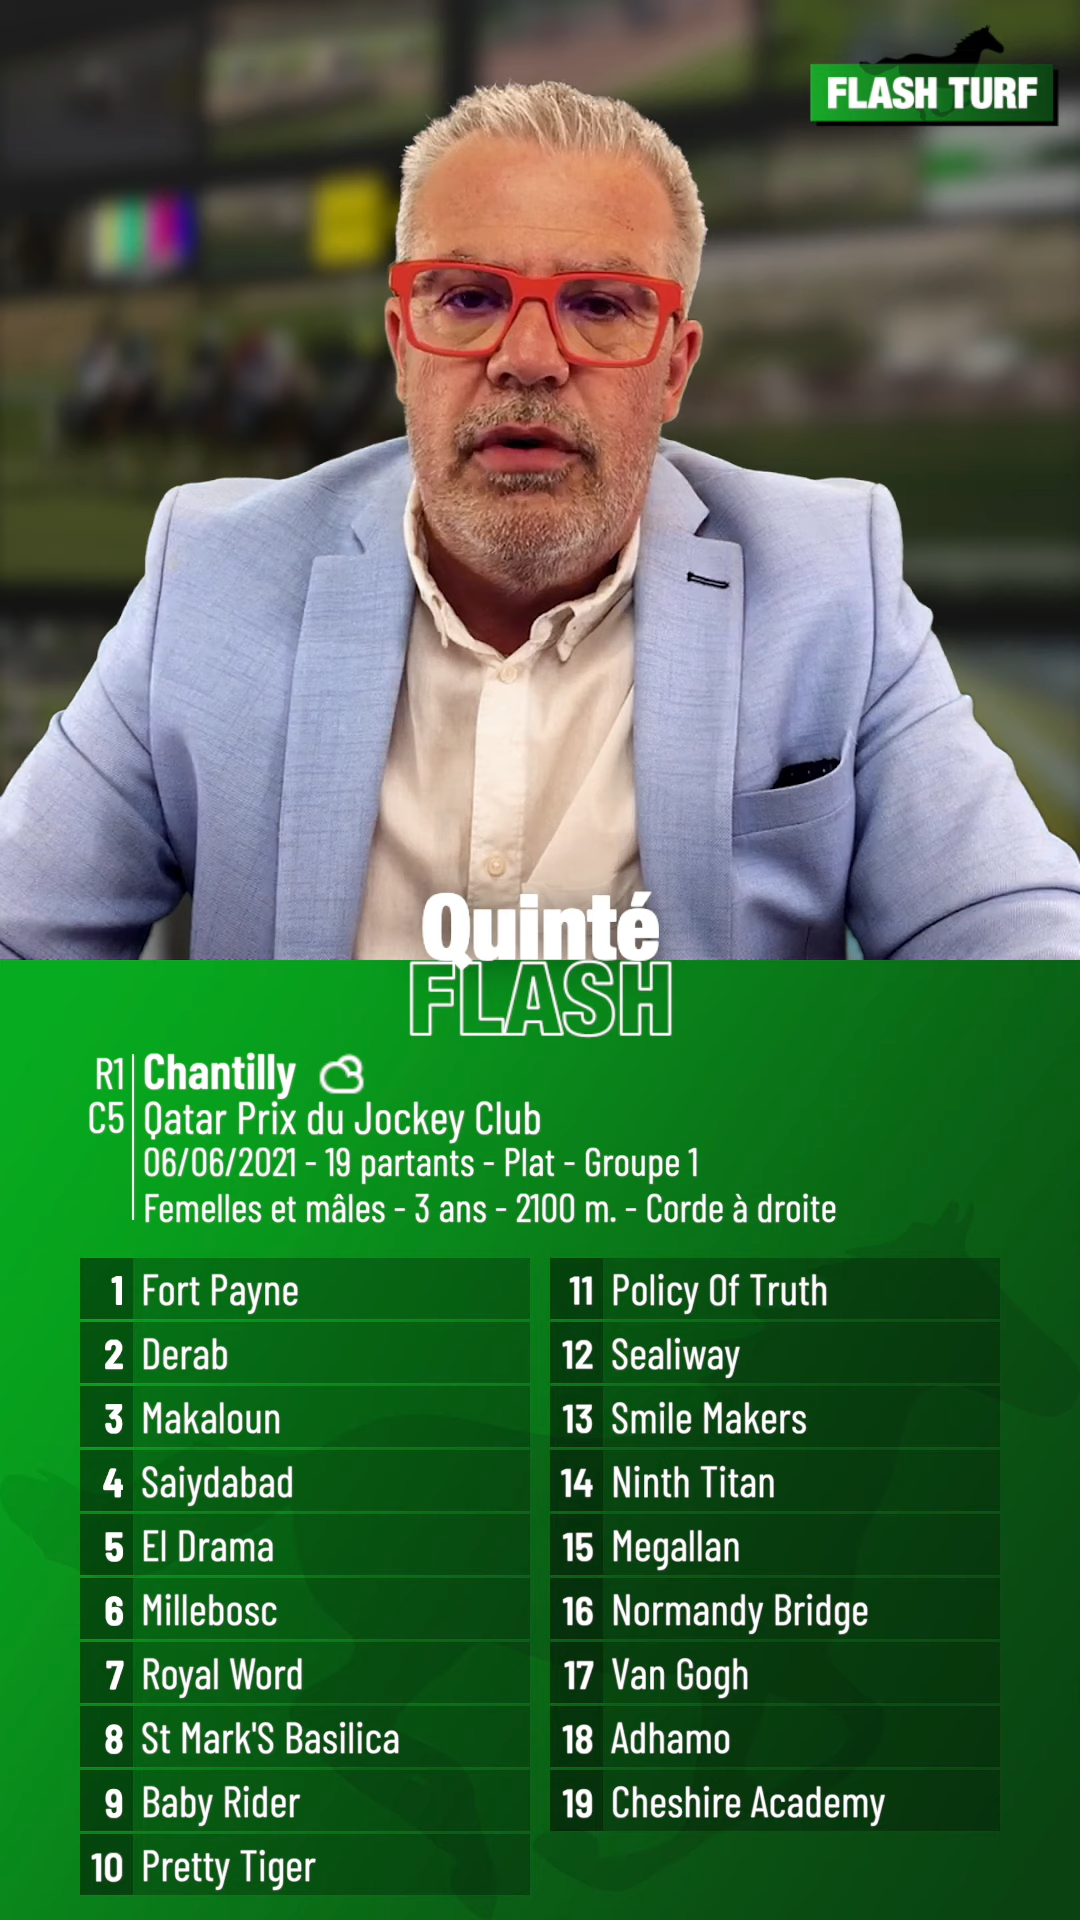 FLASH TURF
Quinté
FLASH
R1 Chantilly
C5 Qatar Prix du Jockey Club
06/06/2021 - 19 partants - Plat - Groupe 1
Femelles et mâles - 3 ans - 2100 m. - Corde à droite
1 Fort Payne
2 Derab
3 Makaloun
4 Saiydabad
5 El Drama
6 Millebosc
7 Royal Word
8 St Mark'S Basilica
9 Baby Rider
10 Pretty Tiger
11 Policy Of Truth
12 Sealiway
13 Smile Makers
14 Ninth Titan
15 Megallan
16 Normandy Bridge
17 Van Gogh
18 Adhamo
19 Cheshire Academy